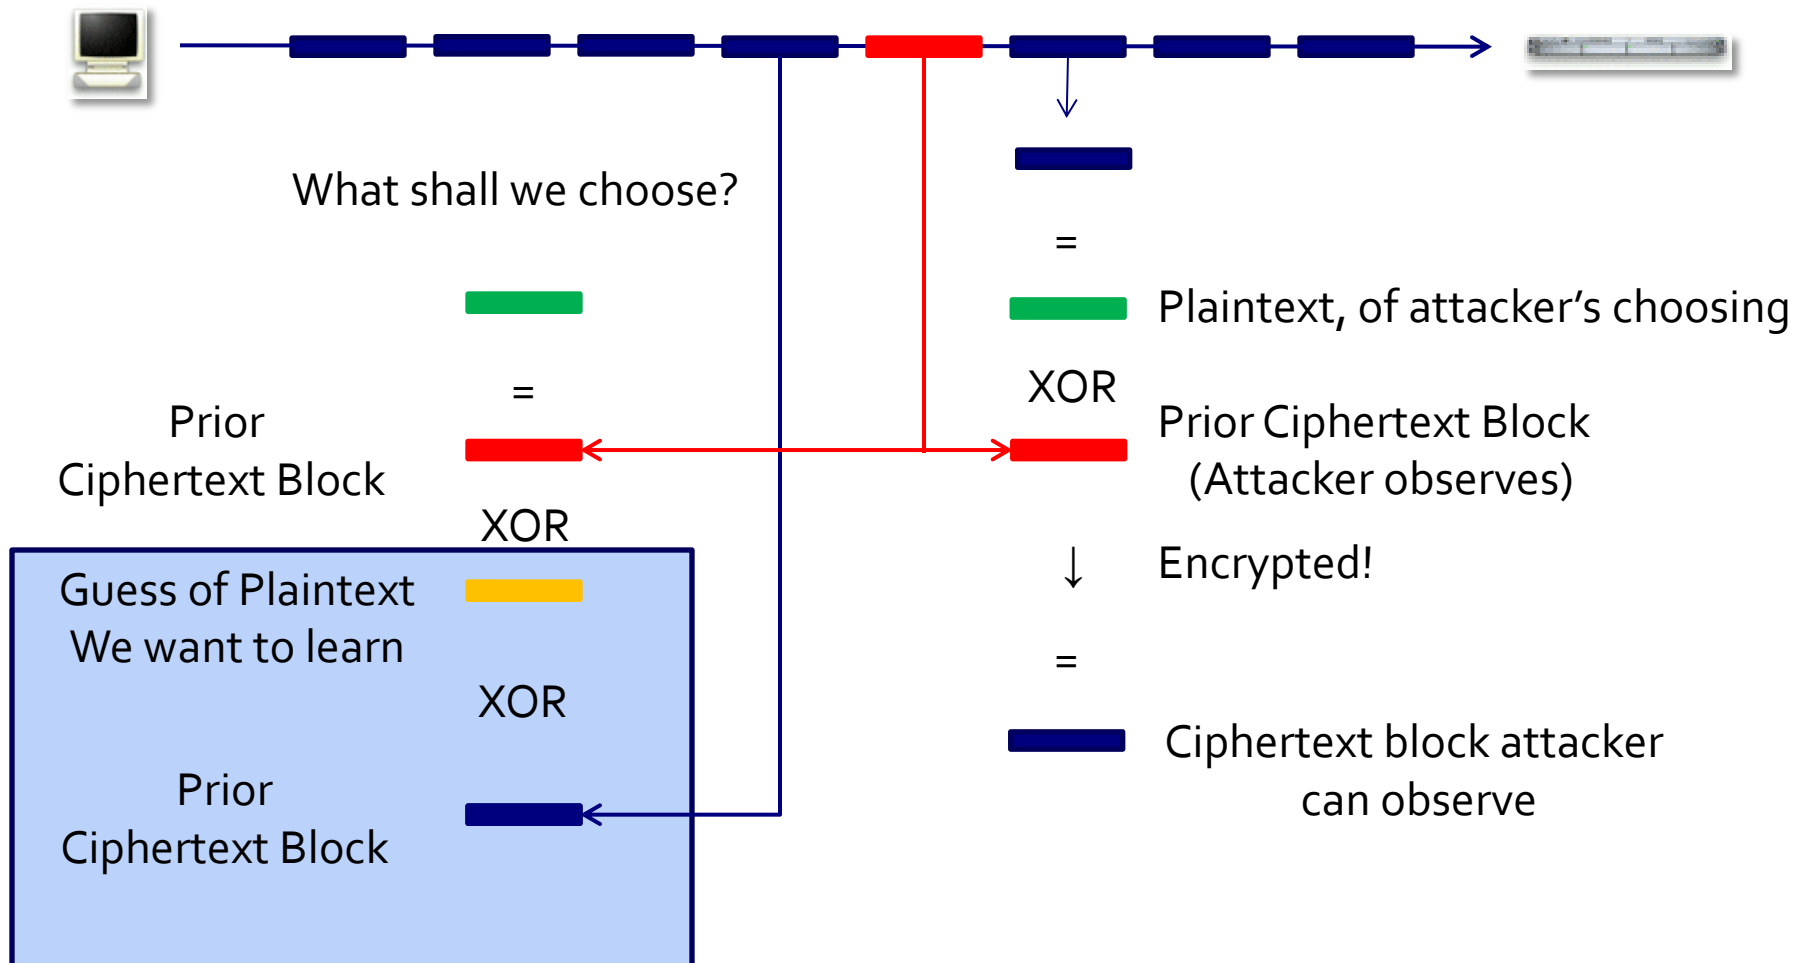 What shall we choose?
=
Prior
Ciphertext Block
XOR
Guess of Plaintext
We want to learn
XOR
Prior
Ciphertext Block
=
Plaintext, of attacker’s choosing
XOR
Prior Ciphertext Block
(Attacker observes)
↓ Encrypted!
=
Ciphertext block attacker
can observe